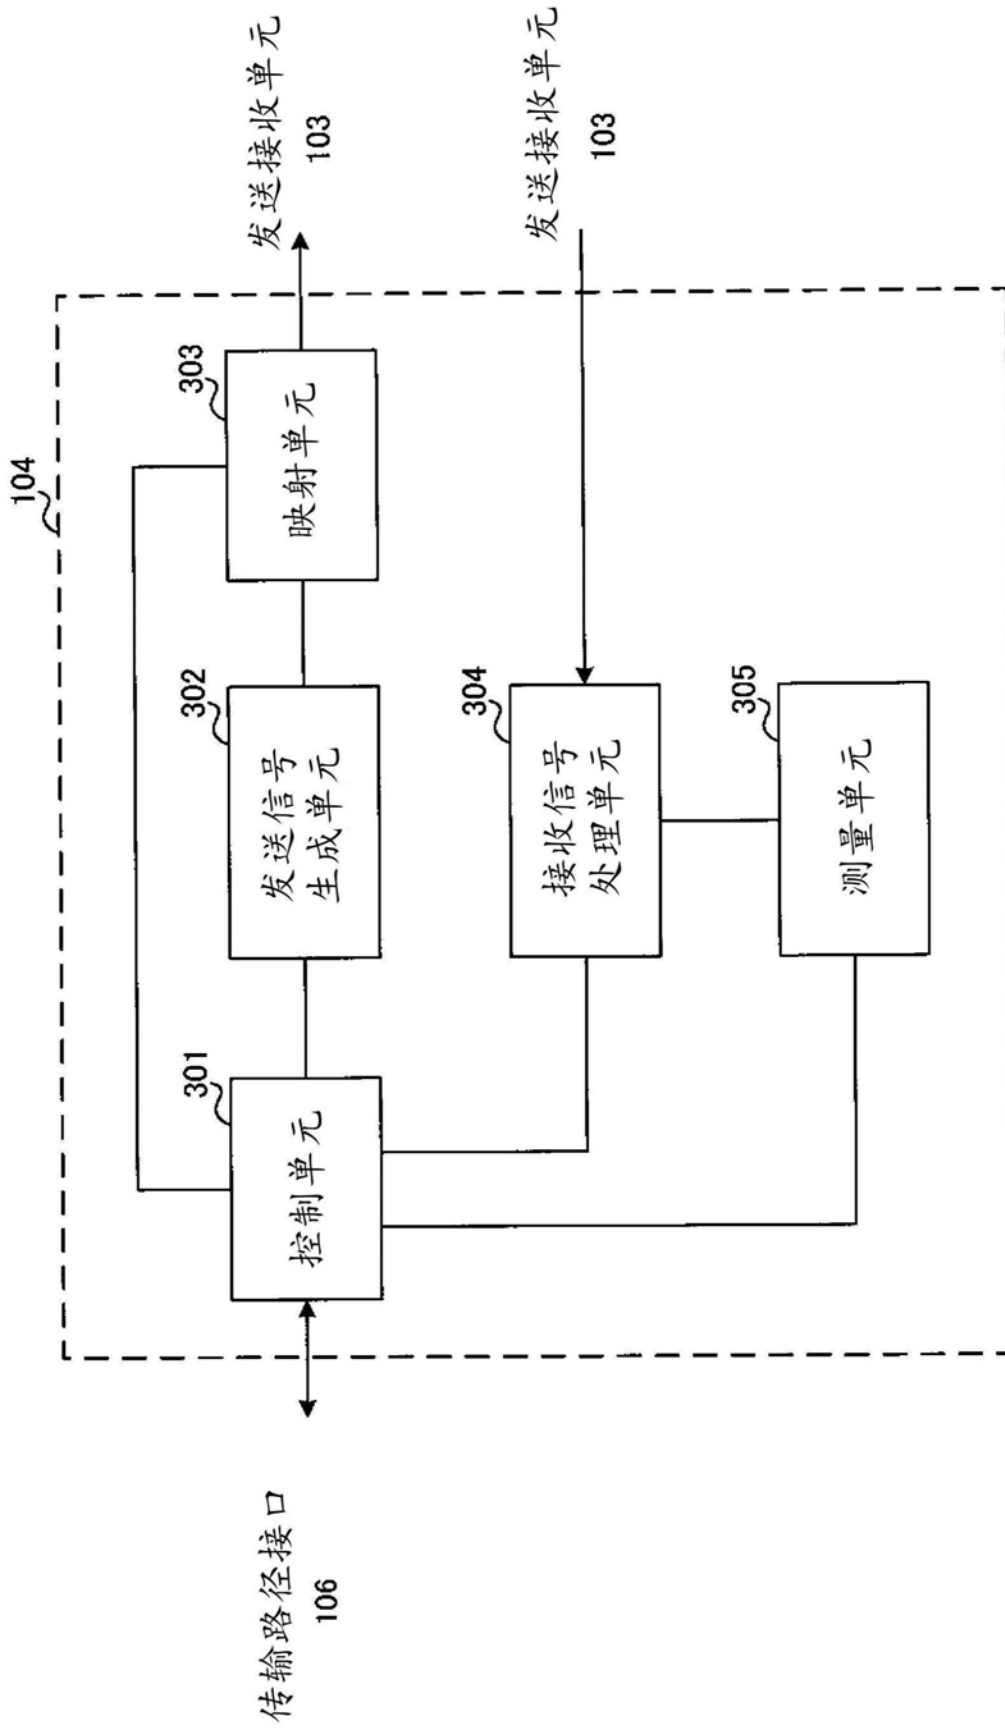 104
传输路径接口
106
301
控制单元
302
发送信号
生成单元
303
映射单元
发送接收单元
103
304
接收信号
处理单元
发送接收单元
103
305
测量单元